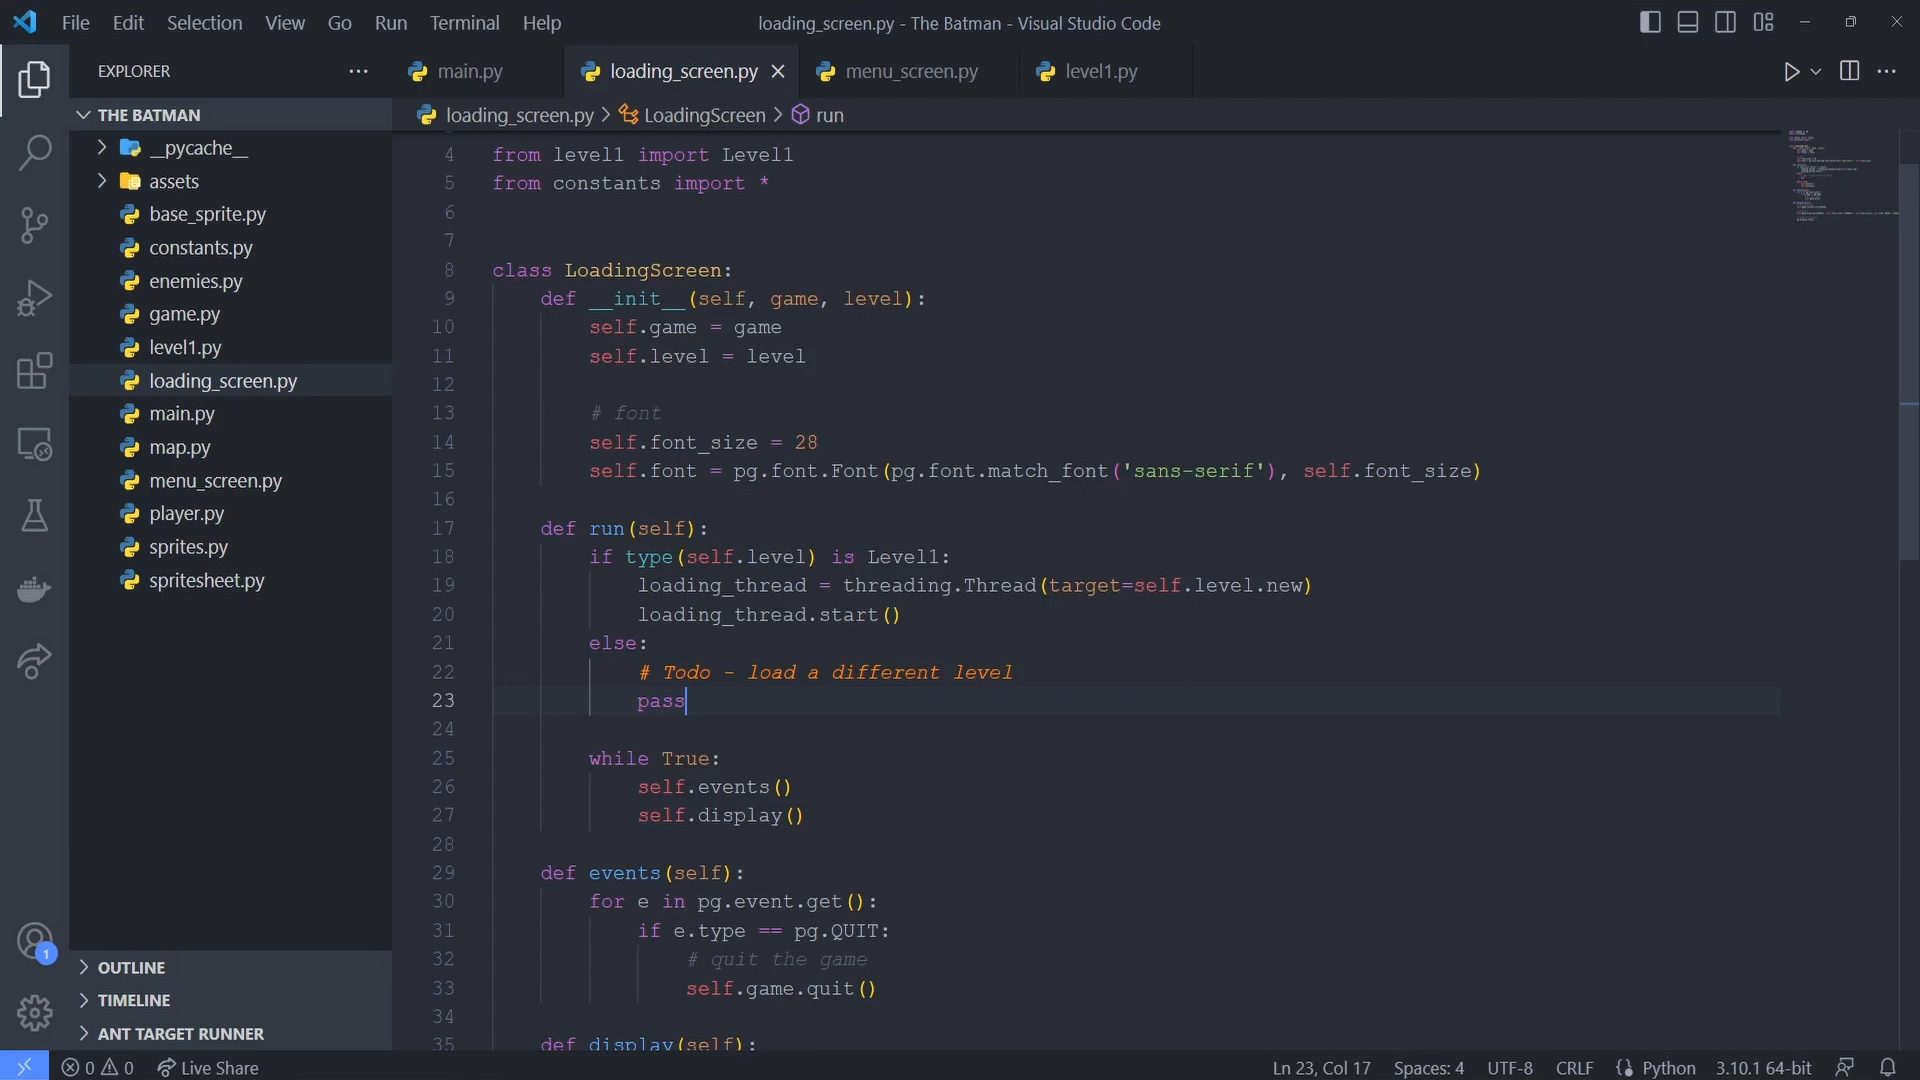 File Edit Selection View Go Run Terminal Help
loading_screen.py - The Batman - Visual Studio Code
EXPLORER
main.py
loading_screen.py
menu_screen.py
level1.py
THE BATMAN
loading_screen.py > LoadingScreen > run
__pycache__
assets
base_sprite.py
constants.py
enemies.py
game.py
level1.py
loading_screen.py
main.py
map.py
menu_screen.py
player.py
sprites.py
spritesheet.py
OUTLINE
TIMELINE
ANT TARGET RUNNER
1
4 from level1 import Level1
5 from constants import *
6
7
8 class LoadingScreen:
9 def __init__(self, game, level):
10 self.game = game
11 self.level = level
12
13 # font
14 self.font_size = 28
15 self.font = pg.font.Font(pg.font.match_font('sans-serif'), self.font_size)
16
17 def run(self):
18 if type(self.level) is Level1:
19 loading_thread = threading.Thread(target=self.level.new)
20 loading_thread.start()
21 else:
22 # Todo - load a different level
23 pass
24
25 while True:
26 self.events()
27 self.display()
28
29 def events(self):
30 for e in pg.event.get():
31 if e.type == pg.QUIT:
32 # quit the game
33 self.game.quit()
34
35 def display(self):
0 0 Live Share
Ln 23, Col 17 Spaces: 4 UTF-8 CRLF Python 3.10.1 64-bit